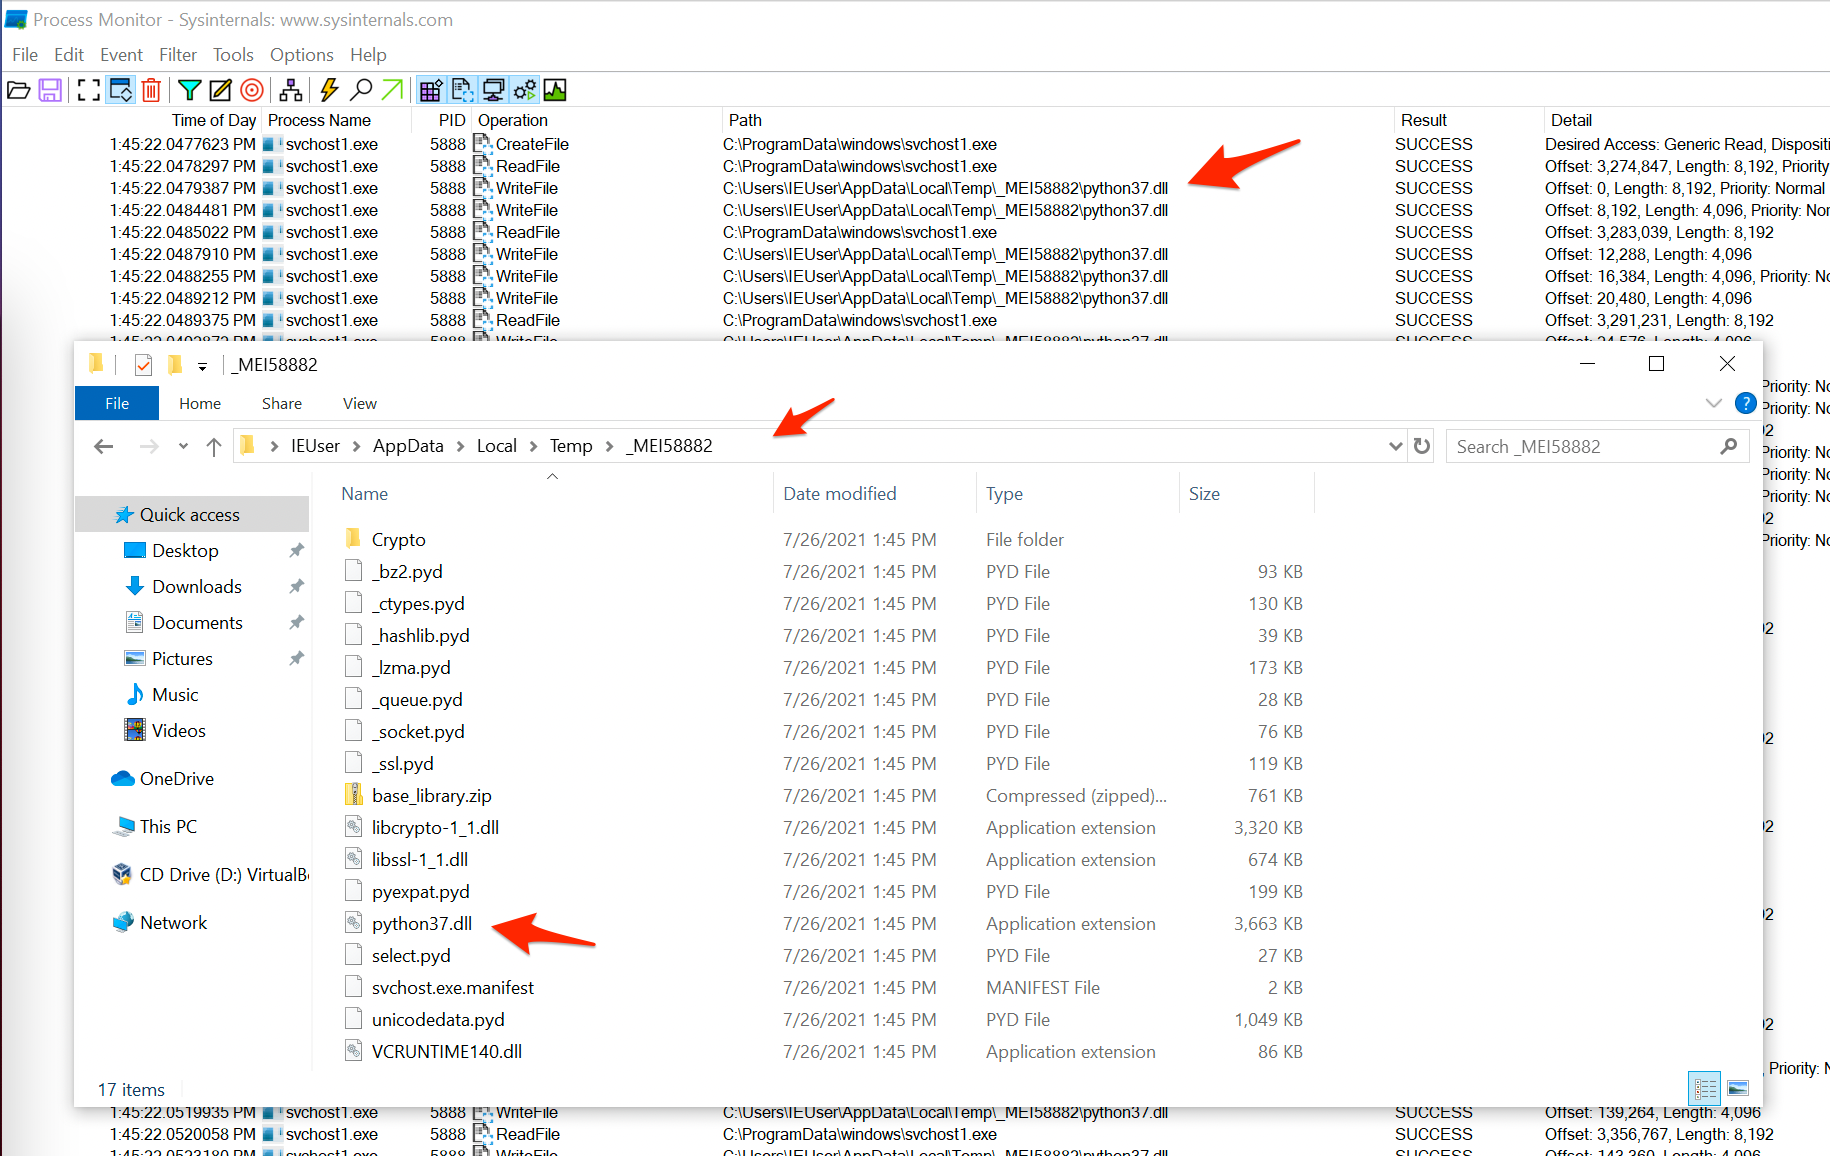 Process Monitor - Sysinternals: www.sysinternals.com
File Edit Event Filter Tools Options Help
Time of Day Process Name PID Operation Path Result Detail
1:45:22.0477623 PM svchost1.exe 5888 CreateFile C:\ProgramData\windows\svchost1.exe SUCCESS Desired Access: Generic Read, Dispositi
1:45:22.0478297 PM svchost1.exe 5888 ReadFile C:\ProgramData\windows\svchost1.exe SUCCESS Offset: 3,274,847, Length: 8,192, Priority
1:45:22.0479387 PM svchost1.exe 5888 WriteFile C:\Users\IEUser\AppData\Local\Temp\_MEI58882\python37.dll SUCCESS Offset: 0, Length: 8,192, Priority: Normal
1:45:22.0484481 PM svchost1.exe 5888 WriteFile C:\Users\IEUser\AppData\Local\Temp\_MEI58882\python37.dll SUCCESS Offset: 8,192, Length: 4,096, Priority: Nor
1:45:22.0485022 PM svchost1.exe 5888 ReadFile C:\ProgramData\windows\svchost1.exe SUCCESS Offset: 3,283,039, Length: 8,192
1:45:22.0487910 PM svchost1.exe 5888 WriteFile C:\Users\IEUser\AppData\Local\Temp\_MEI58882\python37.dll SUCCESS Offset: 12,288, Length: 4,096
1:45:22.0488255 PM svchost1.exe 5888 WriteFile C:\Users\IEUser\AppData\Local\Temp\_MEI58882\python37.dll SUCCESS Offset: 16,384, Length: 4,096, Priority: No
1:45:22.0489212 PM svchost1.exe 5888 WriteFile C:\Users\IEUser\AppData\Local\Temp\_MEI58882\python37.dll SUCCESS Offset: 20,480, Length: 4,096
1:45:22.0489375 PM svchost1.exe 5888 ReadFile C:\ProgramData\windows\svchost1.exe SUCCESS Offset: 3,291,231, Length: 8,192
_MEI58882
File Home Share View
IEUser AppData Local Temp _MEI58882 Search _MEI58882
Name Date modified Type Size
Quick access
Desktop
Downloads
Documents
Pictures
Music
Videos
OneDrive
This PC
CD Drive (D:) VirtualBo
Network
Crypto 7/26/2021 1:45 PM File folder
_bz2.pyd 7/26/2021 1:45 PM PYD File 93 KB
_ctypes.pyd 7/26/2021 1:45 PM PYD File 130 KB
_hashlib.pyd 7/26/2021 1:45 PM PYD File 39 KB
_lzma.pyd 7/26/2021 1:45 PM PYD File 173 KB
_queue.pyd 7/26/2021 1:45 PM PYD File 28 KB
_socket.pyd 7/26/2021 1:45 PM PYD File 76 KB
_ssl.pyd 7/26/2021 1:45 PM PYD File 119 KB
base_library.zip 7/26/2021 1:45 PM Compressed (zipped)... 761 KB
libcrypto-1_1.dll 7/26/2021 1:45 PM Application extension 3,320 KB
libssl-1_1.dll 7/26/2021 1:45 PM Application extension 674 KB
pyexpat.pyd 7/26/2021 1:45 PM PYD File 199 KB
python37.dll 7/26/2021 1:45 PM Application extension 3,663 KB
select.pyd 7/26/2021 1:45 PM PYD File 27 KB
svchost.exe.manifest 7/26/2021 1:45 PM MANIFEST File 2 KB
unicodedata.pyd 7/26/2021 1:45 PM PYD File 1,049 KB
VCRUNTIME140.dll 7/26/2021 1:45 PM Application extension 86 KB
17 items
1:45:22.0519935 PM svchost1.exe 5888 WriteFile C:\Users\IEUser\AppData\Local\Temp\_MEI58882\python37.dll SUCCESS Offset: 139,264, Length: 4,096
1:45:22.0520058 PM svchost1.exe 5888 ReadFile C:\ProgramData\windows\svchost1.exe SUCCESS Offset: 3,356,767, Length: 8,192